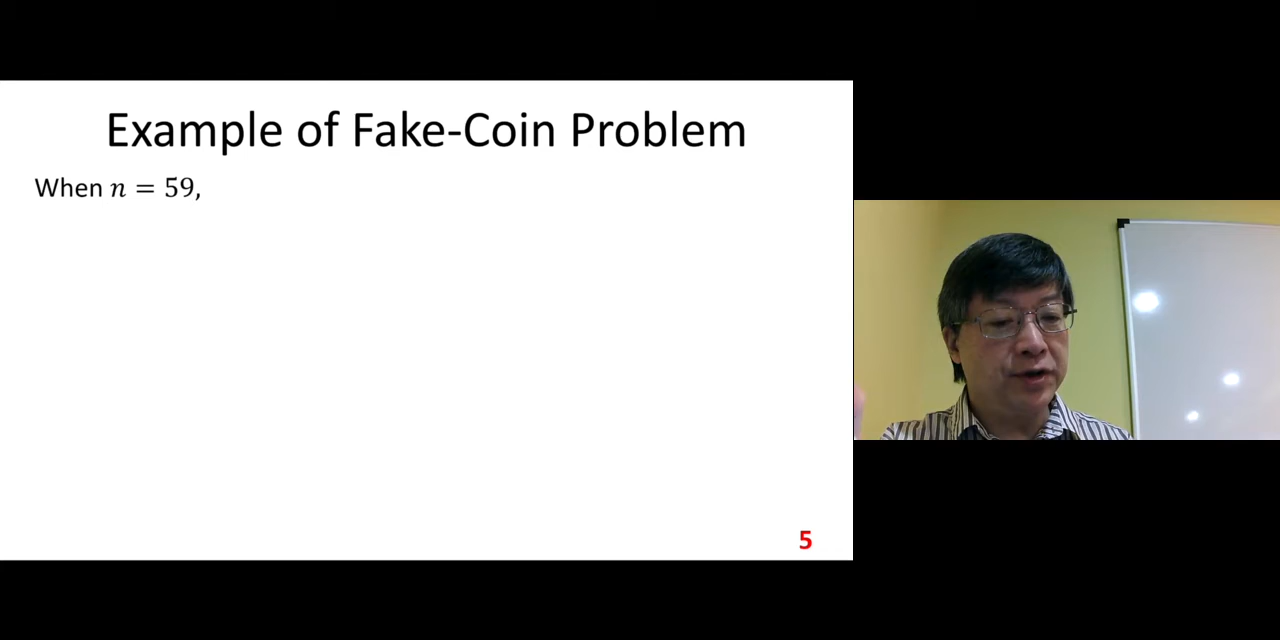 Example of Fake-Coin Problem
When n = 59,
5